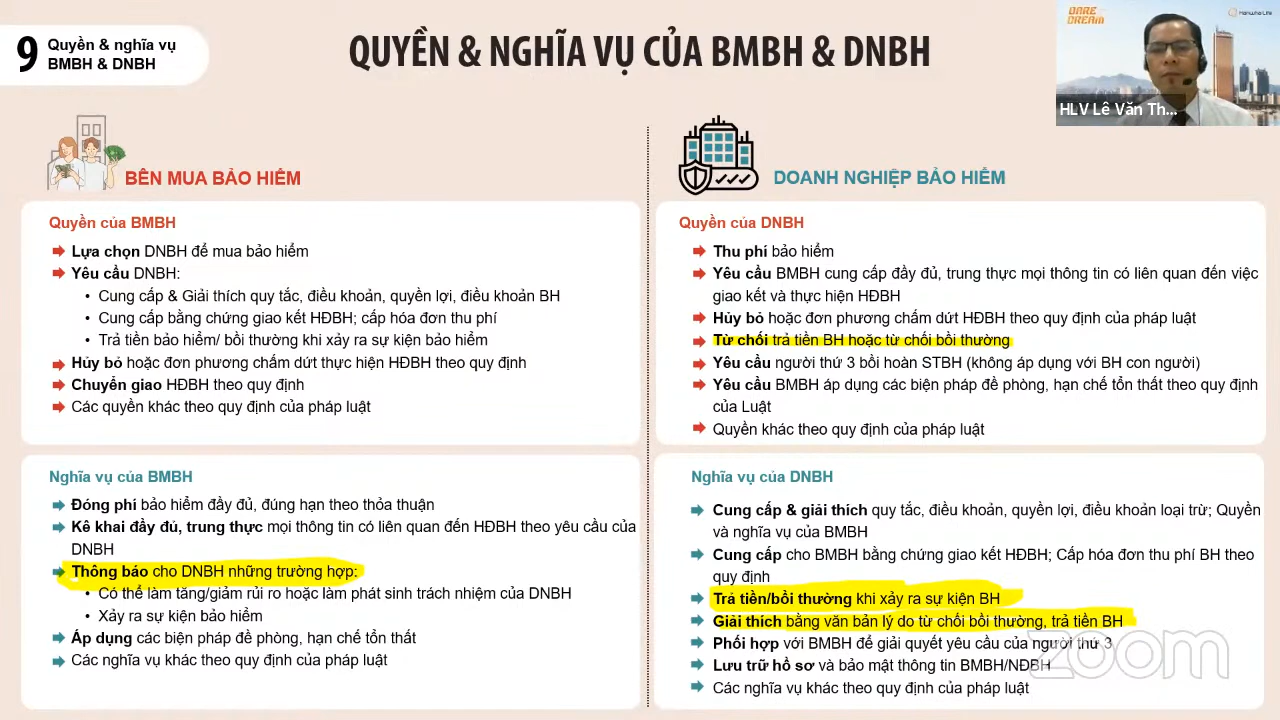 9
Quyền & nghĩa vụ
BMBH & DNBH
QUYỀN & NGHĨA VỤ CỦA BMBH & DNBH
DARE
DREAM
Hanwha Life
HLV Lê Văn Th...
BÊN MUA BẢO HIỂM
Quyền của BMBH
Lựa chọn DNBH để mua bảo hiểm
Yêu cầu DNBH:
• Cung cấp & Giải thích quy tắc, điều khoản, quyền lợi, điều khoản BH
• Cung cấp bằng chứng giao kết HĐBH; cấp hóa đơn thu phí
• Trả tiền bảo hiểm/ bồi thường khi xảy ra sự kiện bảo hiểm
Hủy bỏ hoặc đơn phương chấm dứt thực hiện HĐBH theo quy định
Chuyển giao HĐBH theo quy định
Các quyền khác theo quy định của pháp luật
Nghĩa vụ của BMBH
Đóng phí bảo hiểm đầy đủ, đúng hạn theo thỏa thuận
Kê khai đầy đủ, trung thực mọi thông tin có liên quan đến HĐBH theo yêu cầu của
DNBH
Thông báo cho DNBH những trường hợp:
• Có thể làm tăng/giảm rủi ro hoặc làm phát sinh trách nhiệm của DNBH
• Xảy ra sự kiện bảo hiểm
Áp dụng các biện pháp đề phòng, hạn chế tổn thất
Các nghĩa vụ khác theo quy định của pháp luật
DOANH NGHIỆP BẢO HIỂM
Quyền của DNBH
Thu phí bảo hiểm
Yêu cầu BMBH cung cấp đầy đủ, trung thực mọi thông tin có liên quan đến việc
giao kết và thực hiện HĐBH
Hủy bỏ hoặc đơn phương chấm dứt HĐBH theo quy định của pháp luật
Từ chối trả tiền BH hoặc từ chối bồi thường
Yêu cầu người thứ 3 bồi hoàn STBH (không áp dụng với BH con người)
Yêu cầu BMBH áp dụng các biện pháp đề phòng, hạn chế tổn thất theo quy định
của Luật
Quyền khác theo quy định của pháp luật
Nghĩa vụ của DNBH
Cung cấp & giải thích quy tắc, điều khoản, quyền lợi, điều khoản loại trừ; Quyền
và nghĩa vụ của BMBH
Cung cấp cho BMBH bằng chứng giao kết HĐBH; Cấp hóa đơn thu phí BH theo
quy định
Trả tiền/bồi thường khi xảy ra sự kiện BH
Giải thích bằng văn bản lý do từ chối bồi thường, trả tiền BH
Phối hợp với BMBH để giải quyết yêu cầu của người thứ 3
Lưu trữ hồ sơ và bảo mật thông tin BMBH/NĐBH
Các nghĩa vụ khác theo quy định của pháp luật
zoom